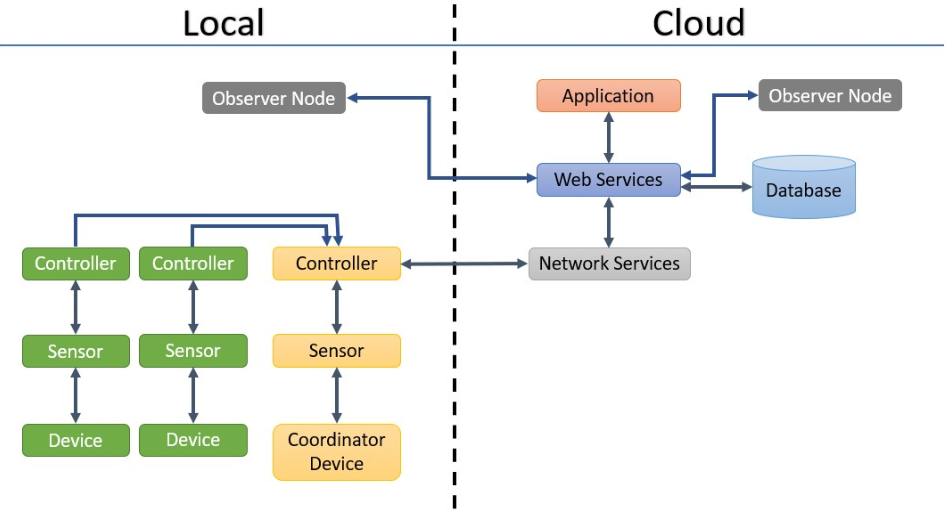 Local
Cloud
Observer Node
Application
Observer Node
Web Services
Database
Controller
Controller
Controller
Network Services
Sensor
Sensor
Sensor
Device
Device
Coordinator
Device